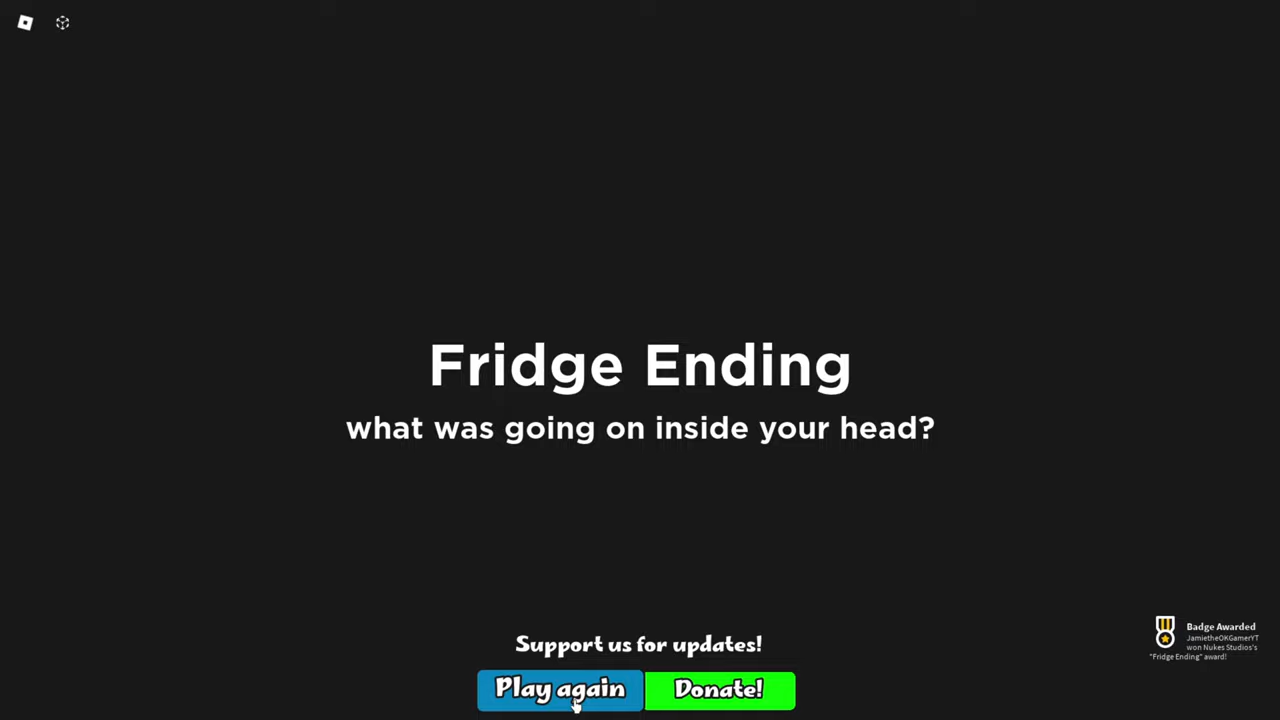 Fridge Ending
what was going on inside your head?
Support us for updates!
Play again
Donate!
Badge Awarded
JamietheOKGamerYT
won Nukes Studios's
"Fridge Ending" award!